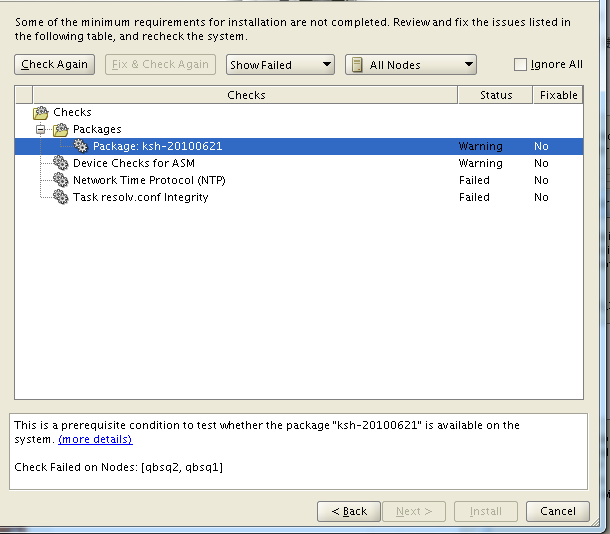 Some of the minimum requirements for installation are not completed. Review and fix the issues listed in
the following table, and recheck the system.
Check Again Fix & Check Again Show Failed All Nodes Ignore All
Checks Status Fixable
Checks
Packages
Package: ksh-20100621 Warning No
Device Checks for ASM Warning No
Network Time Protocol (NTP) Failed No
Task resolv.conf Integrity Failed No
This is a prerequisite condition to test whether the package "ksh-20100621" is available on the
system. (more details)
Check Failed on Nodes: [qbsq2, qbsq1]
< Back Next > Install Cancel